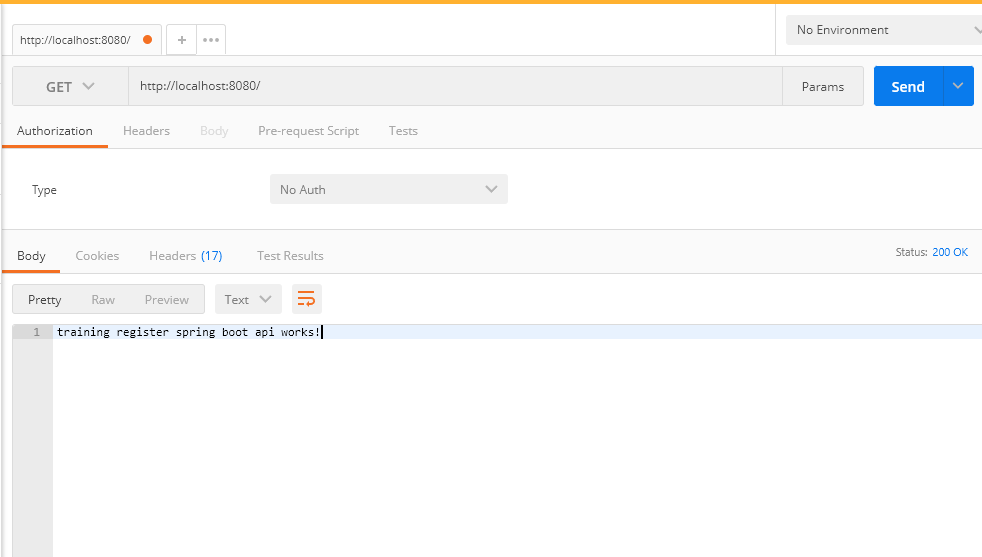 http://localhost:8080/
+
No Environment
GET
http://localhost:8080/
Params
Send
Authorization Headers Body Pre-request Script Tests
Type
No Auth
Body Cookies Headers (17) Test Results
Status: 200 OK
Pretty Raw Preview
Text
1 training register spring boot api works!